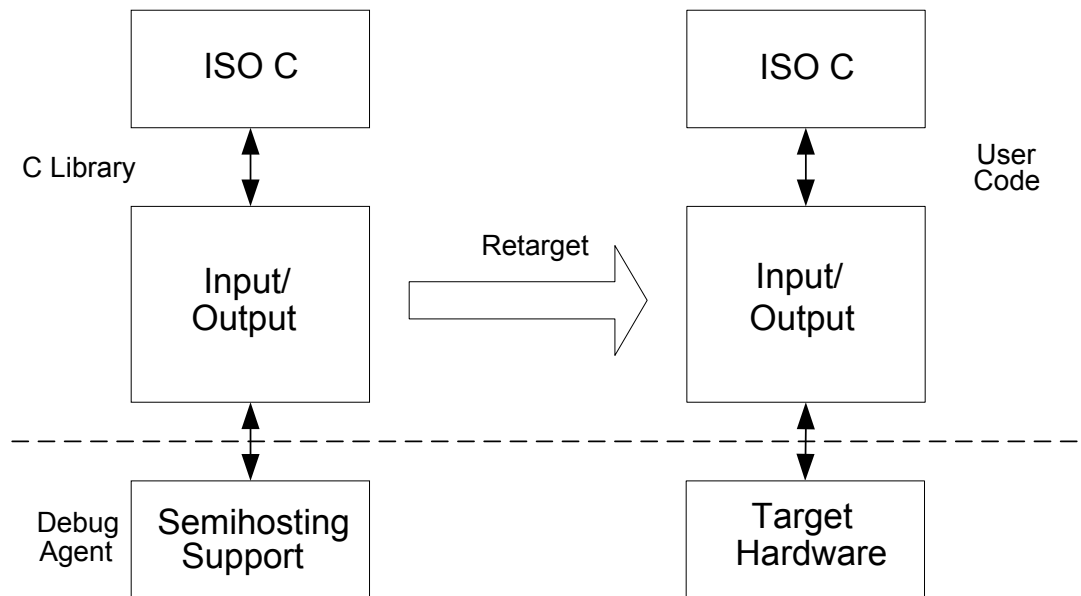 ISO C
ISO C
C Library
User
Code
Input/
Output
Retarget
Input/
Output
Debug
Agent
Semihosting
Support
Target
Hardware